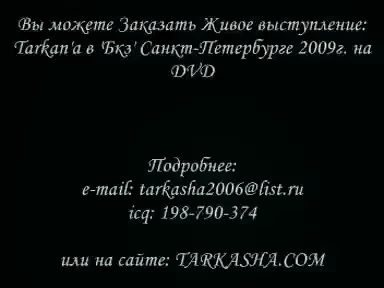 Вы можете Заказать Живое выступление:
Tarkan'а в 'Бкз' Санкт-Петербурге 2009г. на
DVD
Подробнее:
e-mail: tarkasha2006@list.ru
icq: 198-790-374
или на сайте: TARKASHA.COM